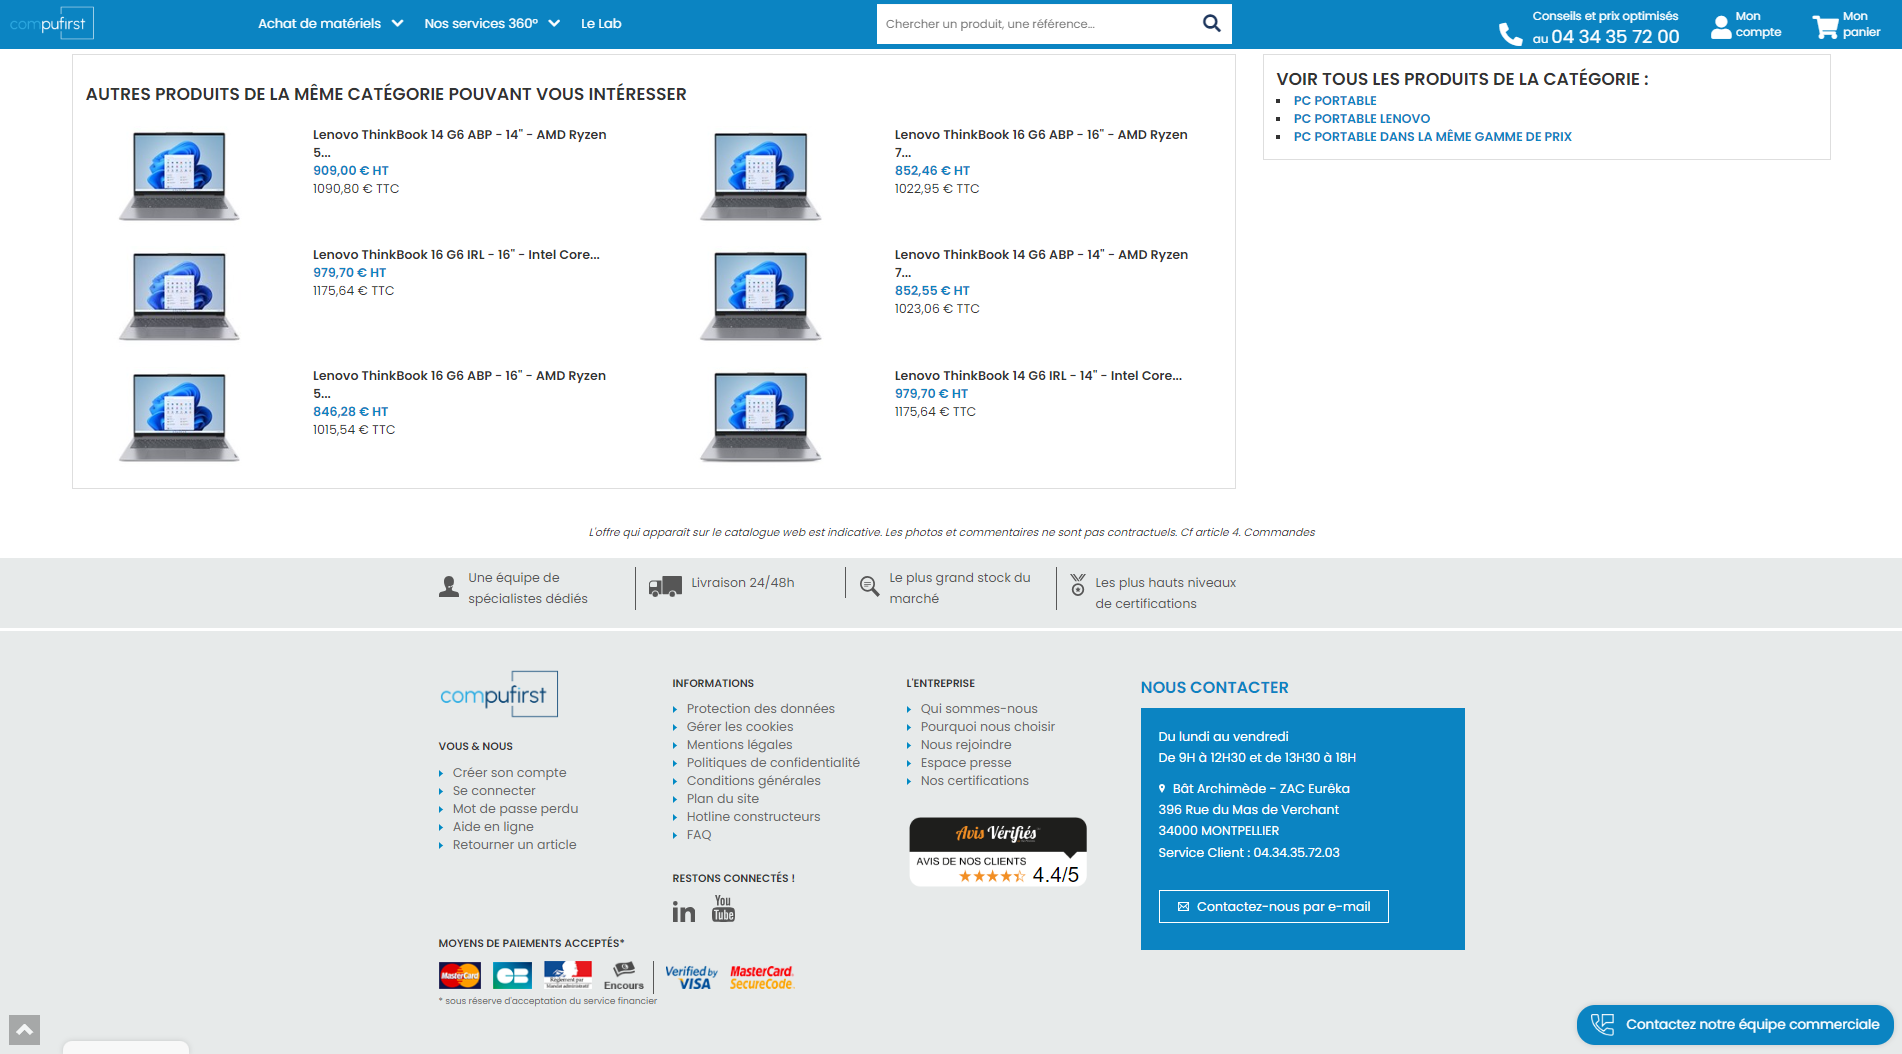 compufirst
Achat de matériels
Nos services 360°
Le Lab
Chercher un produit, une référence...
Conseils et prix optimisés
au 04 34 35 72 00
Mon
compte
Mon
panier
AUTRES PRODUITS DE LA MÊME CATÉGORIE POUVANT VOUS INTÉRESSER
Lenovo ThinkBook 14 G6 ABP - 14" - AMD Ryzen
5...
909,00 € HT
1090,80 € TTC
Lenovo ThinkBook 16 G6 ABP - 16" - AMD Ryzen
7...
852,46 € HT
1022,95 € TTC
Lenovo ThinkBook 16 G6 IRL - 16" - Intel Core...
979,70 € HT
1175,64 € TTC
Lenovo ThinkBook 14 G6 ABP - 14" - AMD Ryzen
7...
852,55 € HT
1023,06 € TTC
Lenovo ThinkBook 16 G6 ABP - 16" - AMD Ryzen
5...
846,28 € HT
1015,54 € TTC
Lenovo ThinkBook 14 G6 IRL - 14" - Intel Core...
979,70 € HT
1175,64 € TTC
VOIR TOUS LES PRODUITS DE LA CATÉGORIE :
PC PORTABLE
PC PORTABLE LENOVO
PC PORTABLE DANS LA MÊME GAMME DE PRIX
L'offre qui apparaît sur le catalogue web est indicative. Les photos et commentaires ne sont pas contractuels. Cf article 4. Commandes
Une équipe de
spécialistes dédiés
Livraison 24/48h
Le plus grand stock du
marché
Les plus hauts niveaux
de certifications
compufirst
VOUS & NOUS
Créer son compte
Se connecter
Mot de passe perdu
Aide en ligne
Retourner un article
INFORMATIONS
Protection des données
Gérer les cookies
Mentions légales
Politiques de confidentialité
Conditions générales
Plan du site
Hotline constructeurs
FAQ
RESTONS CONNECTÉS !
in
You
Tube
L'ENTREPRISE
Qui sommes-nous
Pourquoi nous choisir
Nous rejoindre
Espace presse
Nos certifications
Avis Vérifiés
AVIS DE NOS CLIENTS
4.4/5
NOUS CONTACTER
Du lundi au vendredi
De 9H à 12H30 et de 13H30 à 18H
Bât Archimède - ZAC Eurêka
396 Rue du Mas de Verchant
34000 MONTPELLIER
Service Client : 04.34.35.72.03
Contactez-nous par e-mail
MOYENS DE PAIEMENTS ACCEPTÉS*
MasterCard
CB
Règlement par
Mandat administratif
Encours
Verified by
VISA
MasterCard.
SecureCode.
* sous réserve d'acceptation du service financier
Contactez notre équipe commerciale